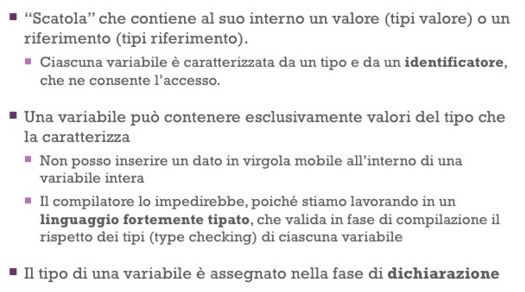 "Scatola" che contiene al suo interno un valore (tipi valore) o un
riferimento (tipi riferimento).
Ciascuna variabile è caratterizzata da un tipo e da un identificatore,
che ne consente l'accesso.
Una variabile può contenere esclusivamente valori del tipo che
la caratterizza
Non posso inserire un dato in virgola mobile all'interno di una
variabile intera
Il compilatore lo impedirebbe, poiché stiamo lavorando in un
linguaggio fortemente tipato, che valida in fase di compilazione il
rispetto dei tipi (type checking) di ciascuna variabile
Il tipo di una variabile è assegnato nella fase di dichiarazione